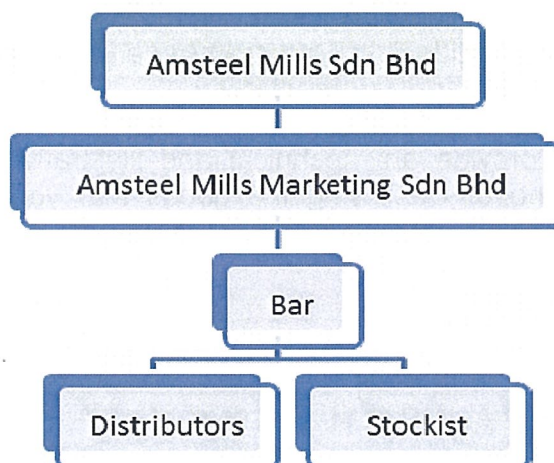 Amsteel Mills Sdn Bhd
Amsteel Mills Marketing Sdn Bhd
Bar
Distributors
Stockist